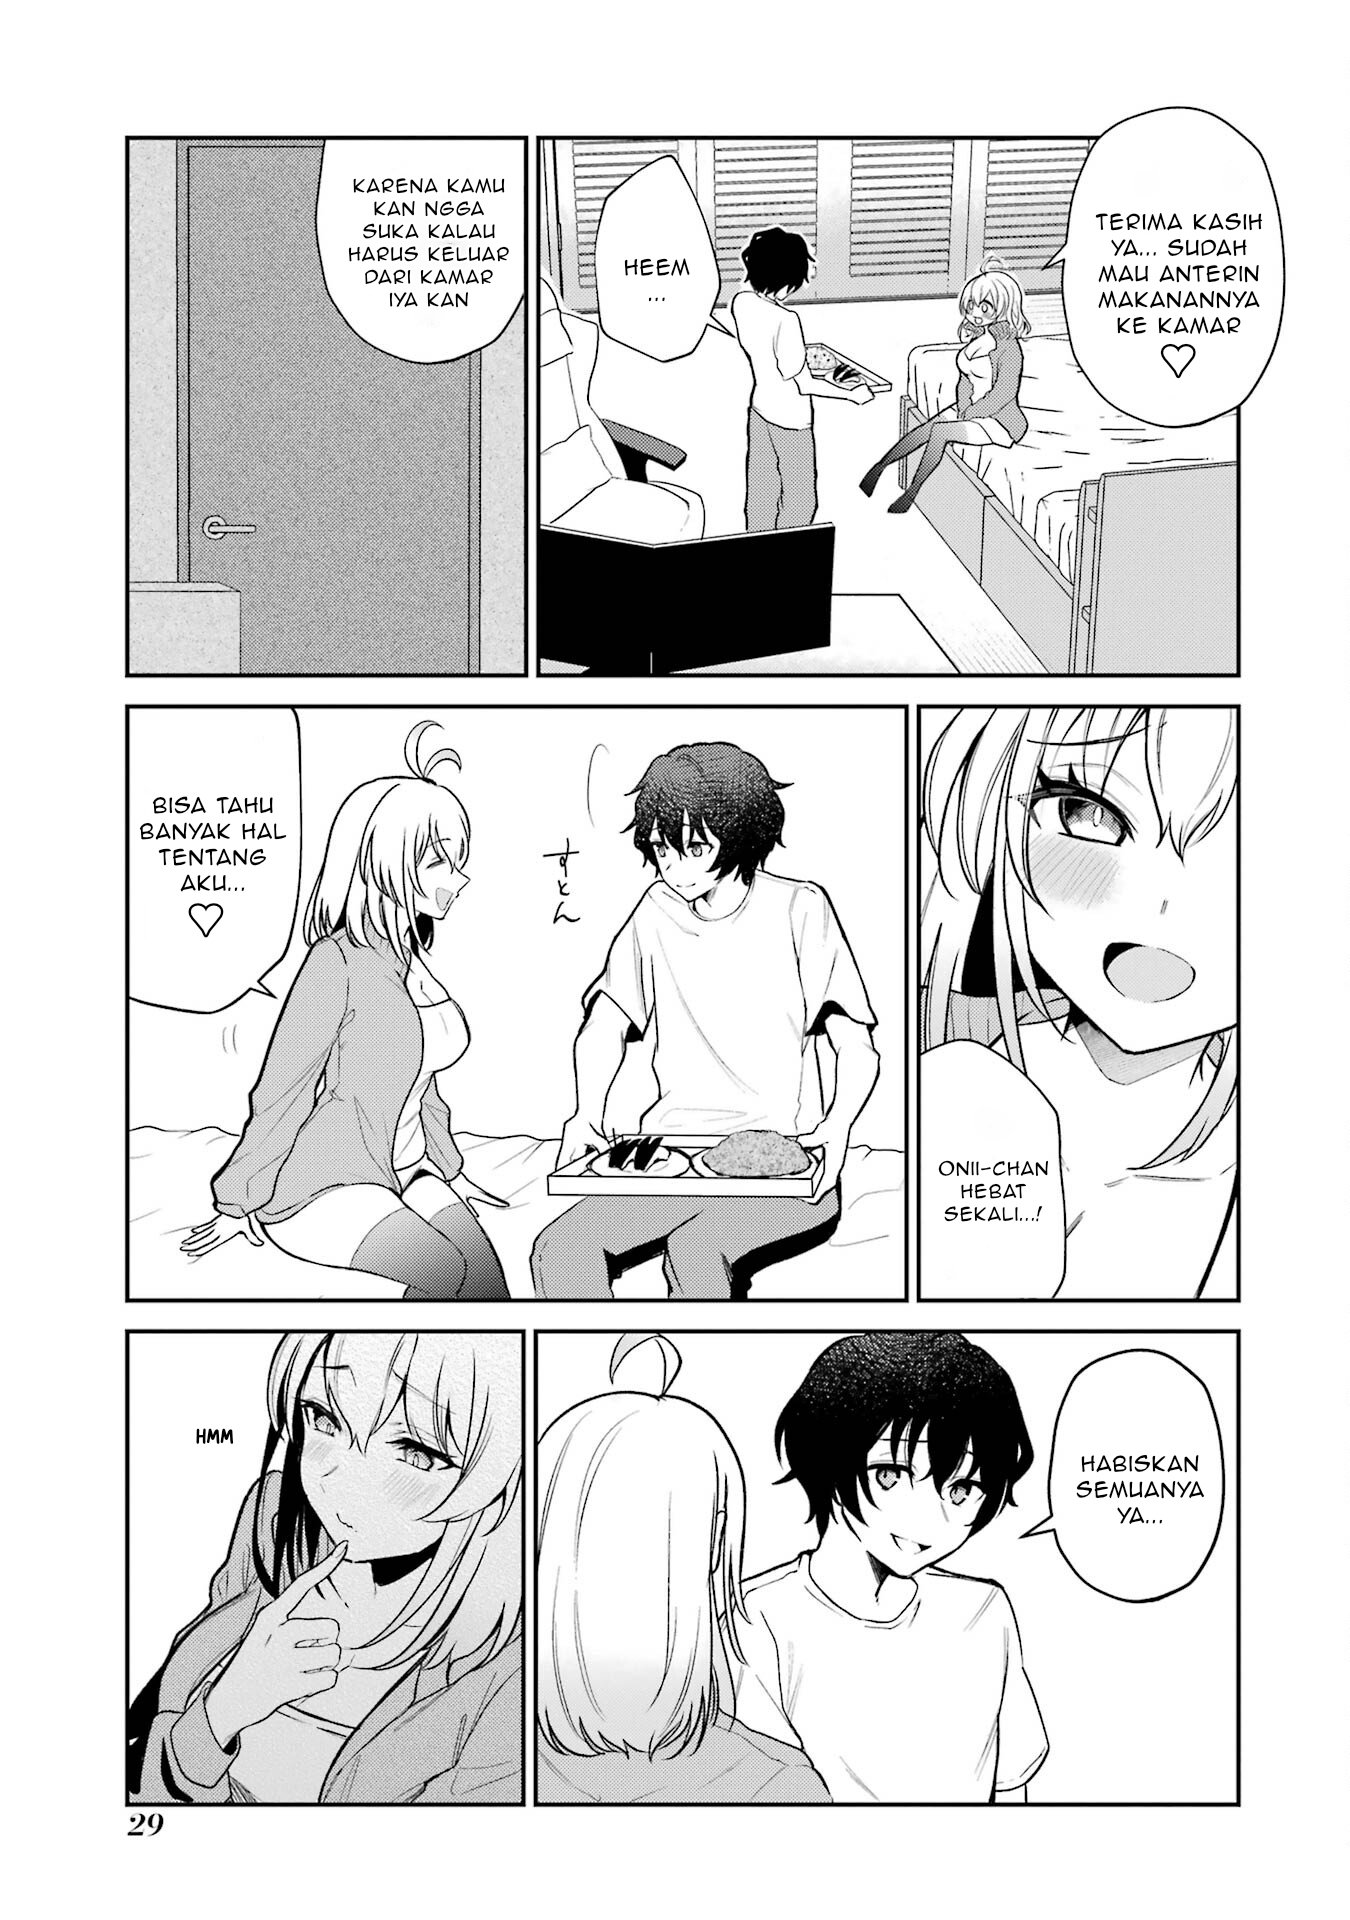 TERIMA KASIH
YA... SUDAH
MAU ANTERIN
MAKANANNYA
KE KAMAR
♡
HEEM
...
KARENA KAMU
KAN NGGA
SUKA KALAU
HARUS KELUAR
DARI KAMAR
IYA KAN
ONII-CHAN
HEBAT
SEKALI...!
すとん
BISA TAHU
BANYAK HAL
TENTANG
AKU...
♡
HABISKAN
SEMUANYA
YA...
HMM
29